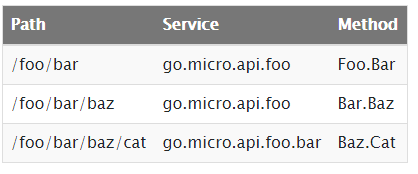 Path Service Method
/foo/bar go.micro.api.foo Foo.Bar
/foo/bar/baz go.micro.api.foo Bar.Baz
/foo/bar/baz/cat go.micro.api.foo.bar Baz.Cat